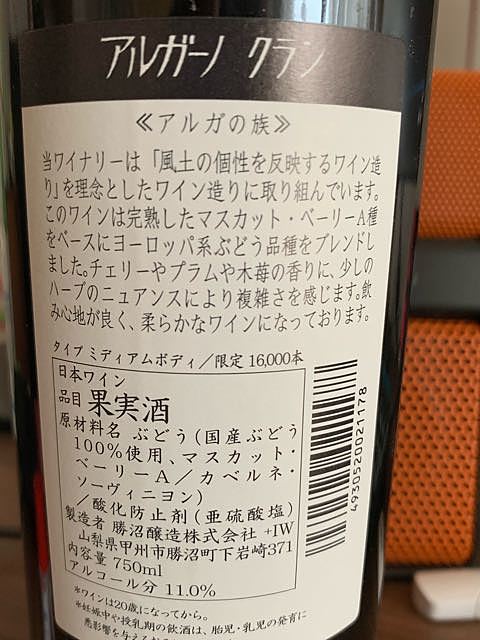 アルガーノ クラン
≪アルガの族≫
当ワイナリーは「風土の個性を反映するワイン造
り」を理念としたワイン造りに取り組んでいます。
このワインは完熟したマスカット・ベーリーA種
をベースにヨーロッパ系ぶどう品種をブレンドし
ました。チェリーやプラムや木苺の香りに、少しの
ハーブのニュアンスにより複雑さを感じます。飲
み心地が良く、柔らかなワインになっております。
タイプ ミディアムボディ／限定 16,000本
日本ワイン
品目 果実酒
原材料名 ぶどう(国産ぶどう
100%使用、マスカット・
ベーリーA／カベルネ・
ソーヴィニヨン)
／酸化防止剤(亜硫酸塩)
製造者 勝沼醸造株式会社 +IW
山梨県甲州市勝沼町下岩崎371
内容量 750ml
アルコール分 11.0%
4930520021178
*ワインは20歳になってから。
*妊娠中や授乳期の飲酒は、胎児・乳児の発育に
悪影響を与える